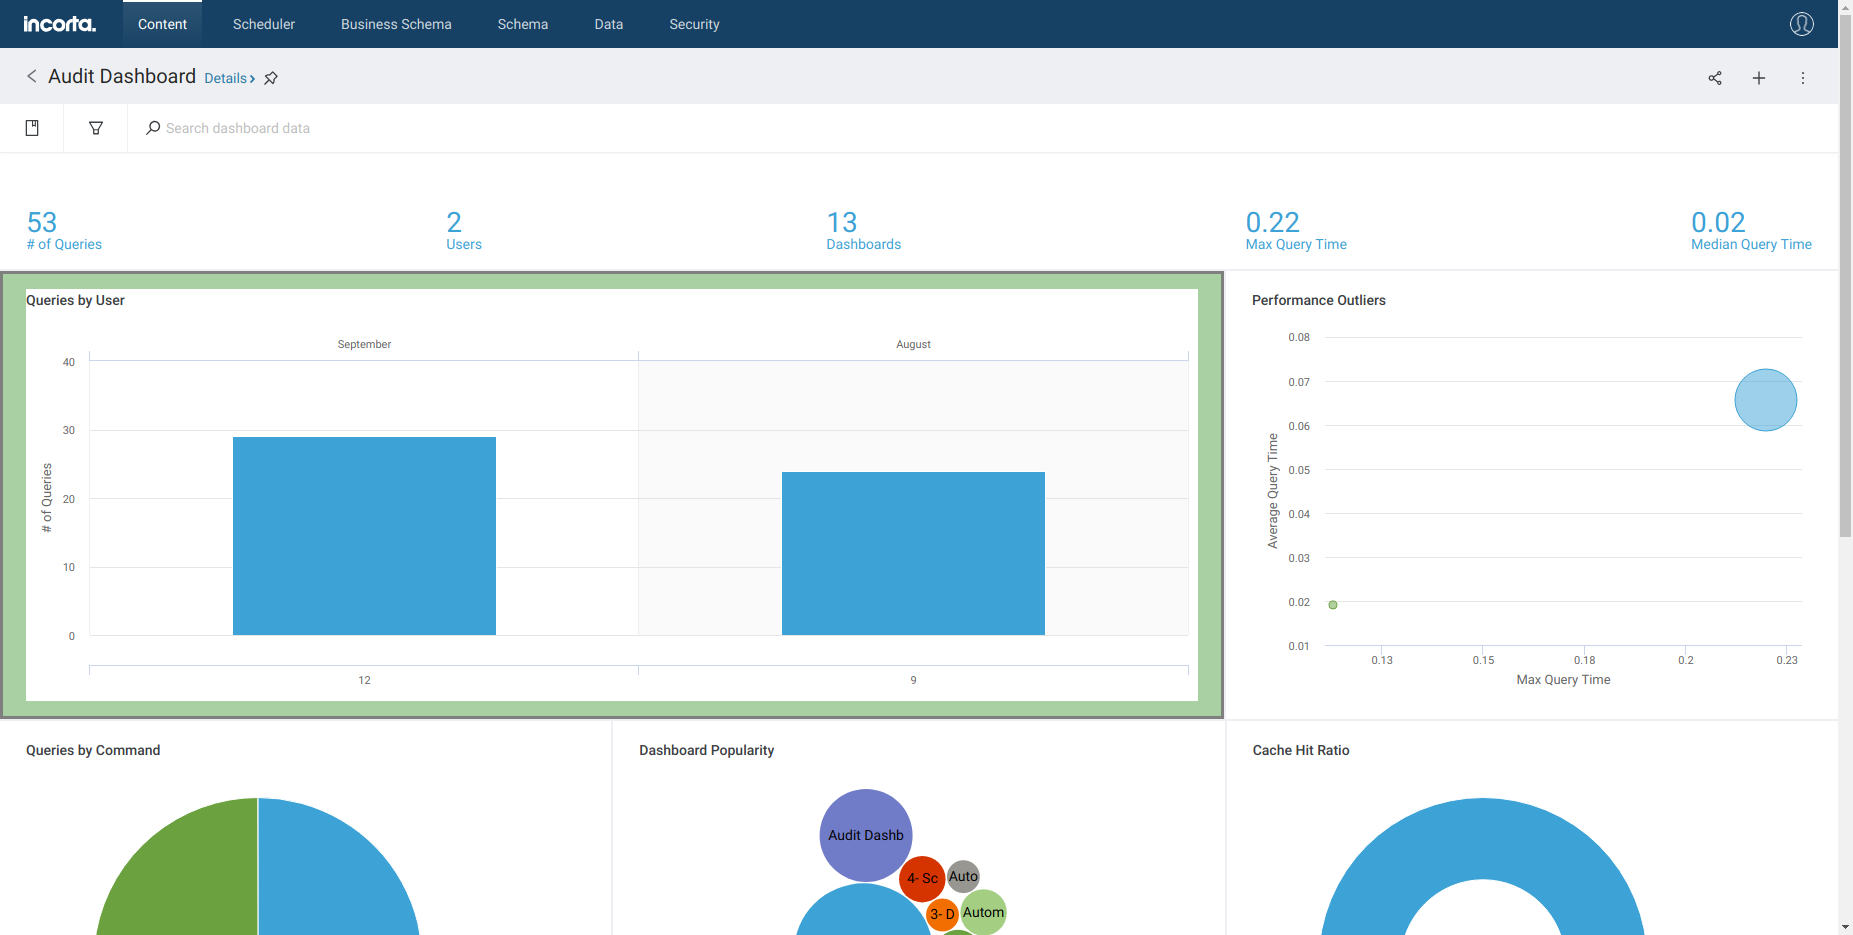 incorta.
Content
Scheduler
Business Schema
Schema
Data
Security
Audit Dashboard
Details
Search dashboard data
53
# of Queries
2
Users
13
Dashboards
0.22
Max Query Time
0.02
Median Query Time
Queries by User
September
August
40
30
20
10
0
# of Queries
12
9
Performance Outliers
0.08
0.07
0.06
0.05
0.04
0.03
0.02
0.01
Average Query Time
0.13
0.15
0.18
0.2
0.23
Max Query Time
Queries by Command
Dashboard Popularity
Audit Dashb
4- Sc
Auto
3- D
Autom
Cache Hit Ratio